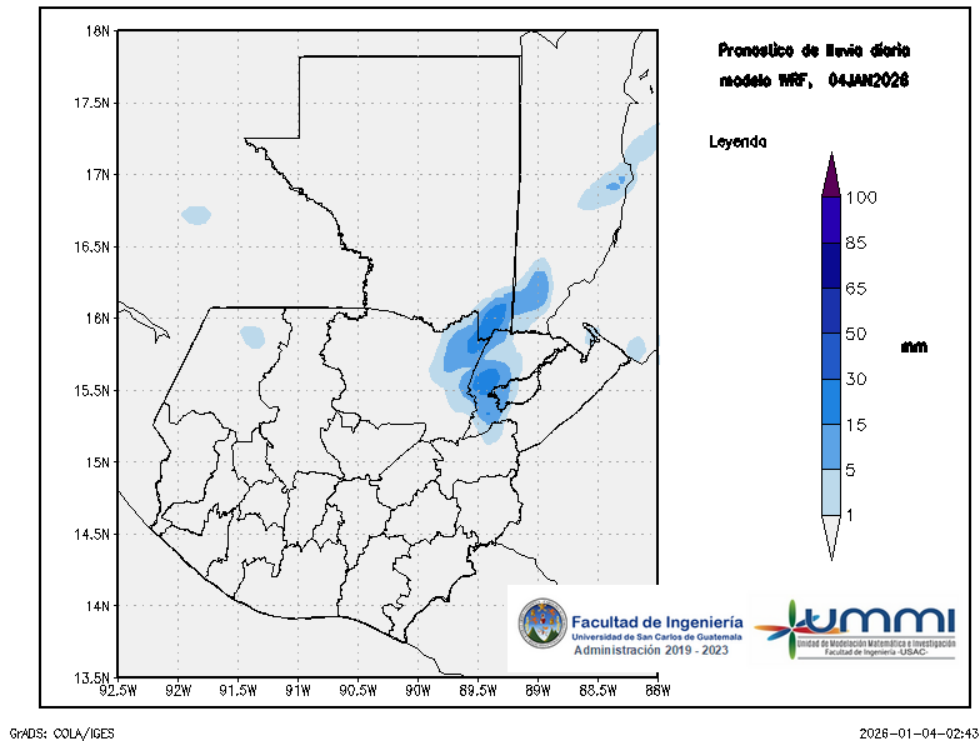 Pronostico de lluvia diaria
modelo WRF, 04JAN2026
Leyenda
100
85
65
50
30
15
5
1
mm
18N
17.5N
17N
16.5N
16N
15.5N
15N
14.5N
14N
13.5N
92.5W
92W
91.5W
91W
90.5W
90W
89.5W
89W
88.5W
88W
Facultad de Ingeniería
Universidad de San Carlos de Guatemala
Administración 2019 - 2023
ummi
Unidad de Modelación Matemática e Investigación
Facultad de Ingeniería -USAC-
GrADS: COLA/IGES
2026-01-04-02:43